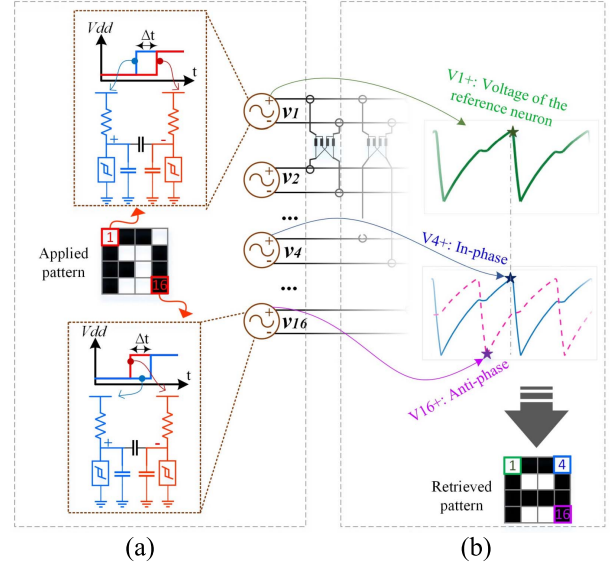 Vdd
Δt
t
+
-
V1+: Voltage of the
reference neuron
+
-
v1
+
-
v2
...
V4+: In-phase
+
-
v4
Applied
pattern
1
16
...
+
-
v16
V16+: Anti-phase
Vdd
Δt
t
+
-
Retrieved
pattern
1
4
16
(a)
(b)